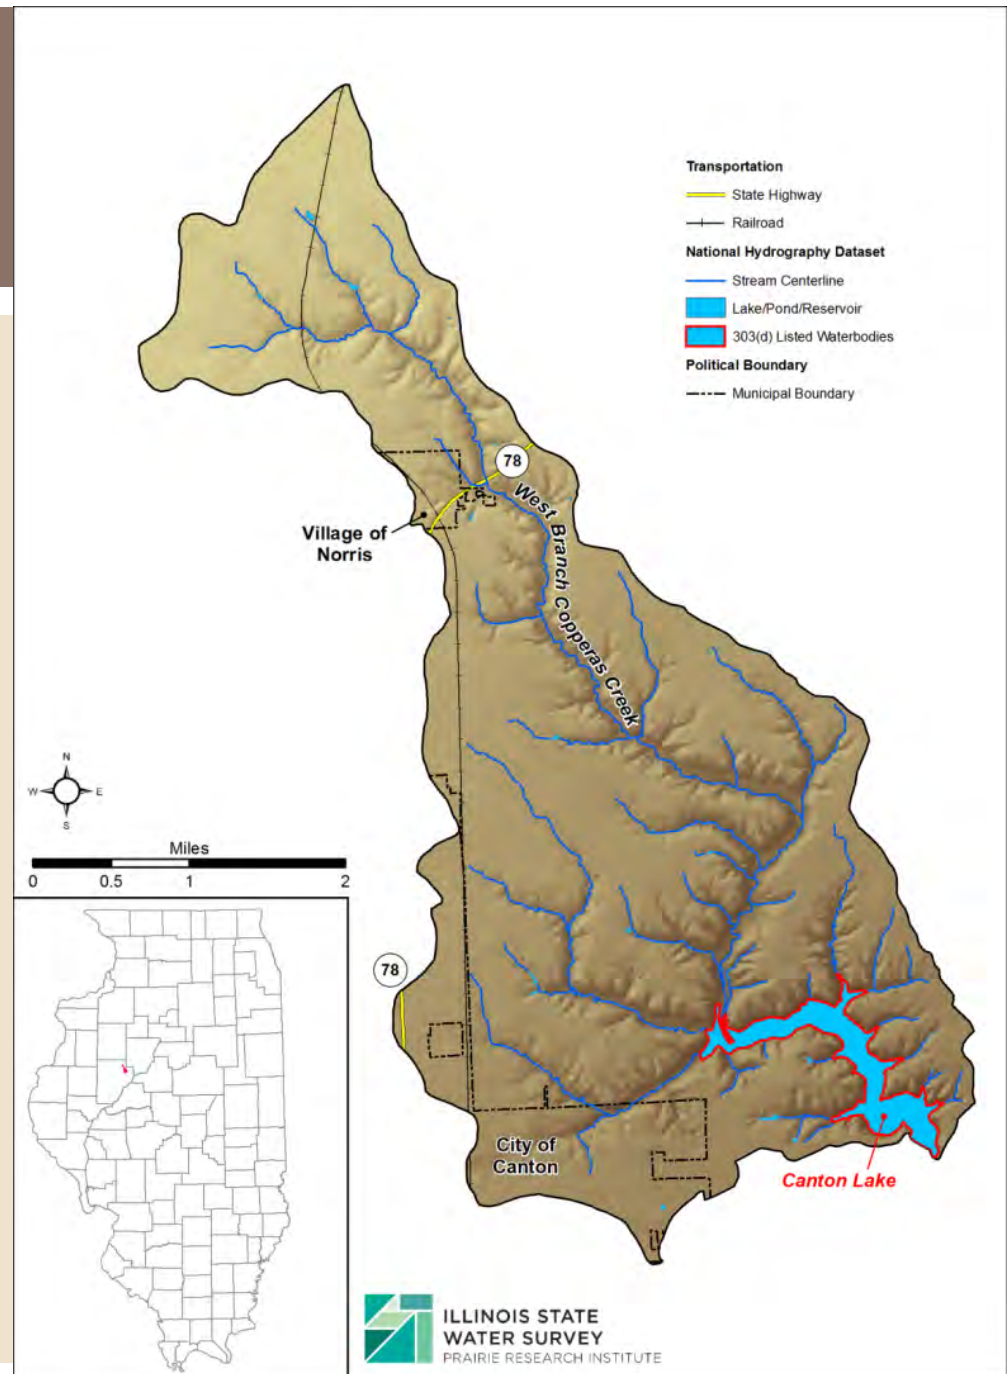 Transportation
State Highway
Railroad
National Hydrography Dataset
Stream Centerline
Lake/Pond/Reservoir
303(d) Listed Waterbodies
Political Boundary
Municipal Boundary
78
West Branch Copperas Creek
Village of
Norris
N
W E
S
Miles
0 0.5 1 2
78
City of
Canton
Canton Lake
ILLINOIS STATE
WATER SURVEY
PRAIRIE RESEARCH INSTITUTE